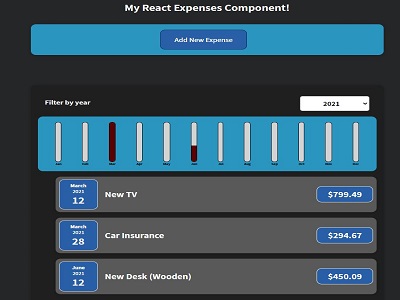 My React Expenses Component!
Add New Expense
Filter by year
2021
Jan Feb Mar Apr May Jun Jul Aug Sep Oct Nov Dec
March
2021
12
New TV
$799.49
March
2021
28
Car Insurance
$294.67
June
2021
12
New Desk (Wooden)
$450.09